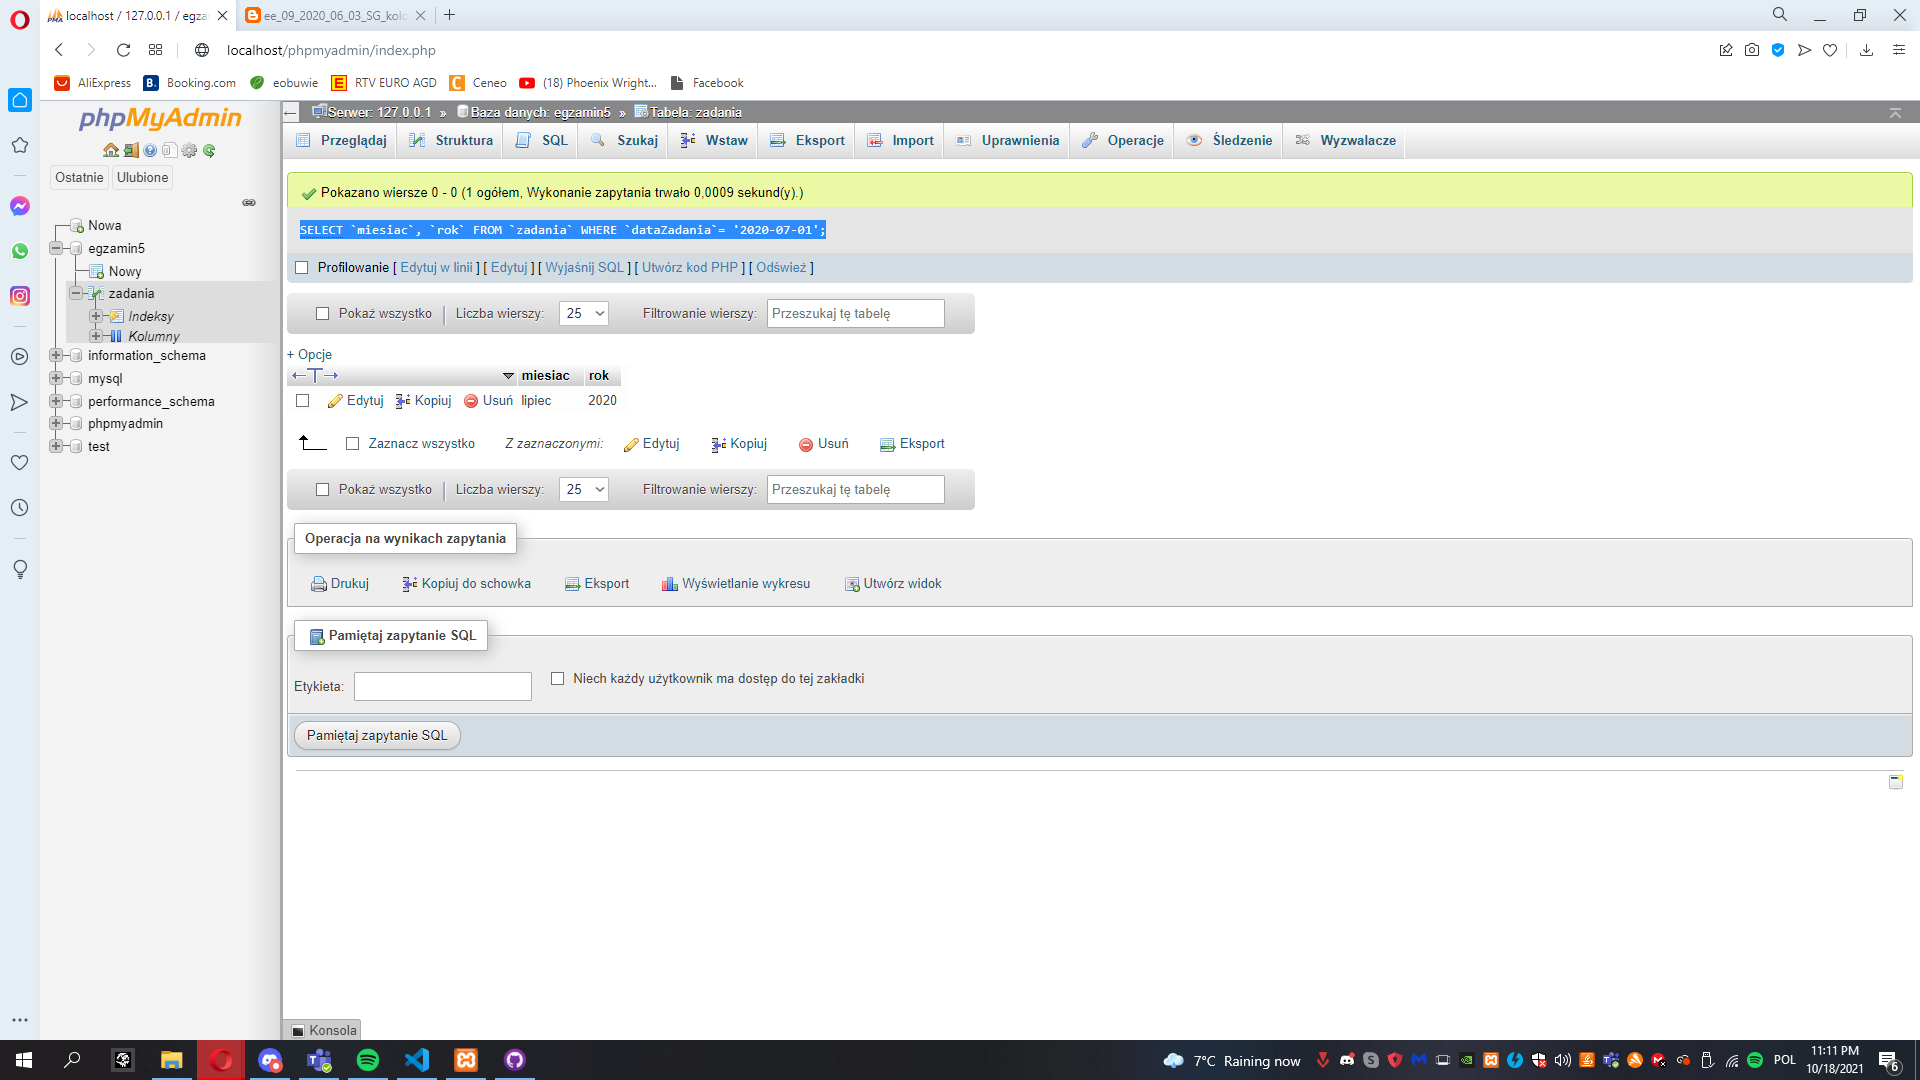 localhost / 127.0.0.1 / egza
ee_09_2020_06_03_SG_kolo
localhost/phpmyadmin/index.php
AliExpress
Booking.com
eobuwie
RTV EURO AGD
Ceneo
(18) Phoenix Wright...
Facebook
phpMyAdmin
Ostatnie Ulubione
Nowa
egzamin5
Nowy
zadania
Indeksy
Kolumny
information_schema
mysql
performance_schema
phpmyadmin
test
Serwer: 127.0.0.1 » Baza danych: egzamin5 » Tabela: zadania
Przeglądaj Struktura SQL Szukaj Wstaw Eksport Import Uprawnienia Operacje Śledzenie Wyzwalacze
Pokazano wiersze 0 - 0 (1 ogółem, Wykonanie zapytania trwało 0,0009 sekund(y).)
SELECT `miesiac`, `rok` FROM `zadania` WHERE `dataZadania`= '2020-07-01';
Profilowanie [ Edytuj w linii ] [ Edytuj ] [ Wyjaśnij SQL ] [ Utwórz kod PHP ] [ Odśwież ]
Pokaż wszystko | Liczba wierszy: 25 Filtrowanie wierszy: Przeszukaj tę tabelę
+ Opcje
←T→ miesiac rok
Edytuj Kopiuj Usuń lipiec 2020
Zaznacz wszystko Z zaznaczonymi: Edytuj Kopiuj Usuń Eksport
Pokaż wszystko | Liczba wierszy: 25 Filtrowanie wierszy: Przeszukaj tę tabelę
Operacja na wynikach zapytania
Drukuj Kopiuj do schowka Eksport Wyświetlanie wykresu Utwórz widok
Pamiętaj zapytanie SQL
Etykieta: Niech każdy użytkownik ma dostęp do tej zakładki
Pamiętaj zapytanie SQL
Konsola
7°C Raining now
POL
11:11 PM
10/18/2021
6